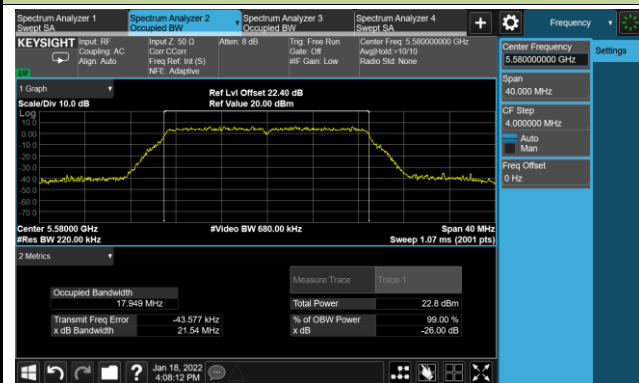 Spectrum Analyzer 1
Swept SA
Spectrum Analyzer 2
Occupied BW
Spectrum Analyzer 3
Occupied BW
Spectrum Analyzer 4
Swept SA
+
Frequency
KEYSIGHT
Input: RF
Coupling: AC
Align: Auto
Input Z: 50 Ω
Corr CCorr
Freq Ref: Int (S)
NFE: Adaptive
Atten: 8 dB
Trig: Free Run
Gate: Off
#IF Gain: Low
Center Freq: 5.580000000 GHz
Avg|Hold:>10/10
Radio Std: None
LW
Center Frequency
5.580000000 GHz
Settings
Span
40.000 MHz
CF Step
4.000000 MHz
Auto
Man
Freq Offset
0 Hz
1 Graph
Scale/Div 10.0 dB
Ref Lvl Offset 22.40 dB
Ref Value 20.00 dBm
Log
10.0
0.00
-10.0
-20.0
-30.0
-40.0
-50.0
-60.0
-70.0
Center 5.58000 GHz
#Video BW 680.00 kHz
Span 40 MHz
#Res BW 220.00 kHz
Sweep 1.07 ms (2001 pts)
2 Metrics
Measure Trace
Trace 1
Occupied Bandwidth
17.949 MHz
Total Power
22.8 dBm
Transmit Freq Error
-43.577 kHz
% of OBW Power
99.00 %
x dB Bandwidth
21.54 MHz
x dB
-26.00 dB
?
Jan 18, 2022
4:08:12 PM